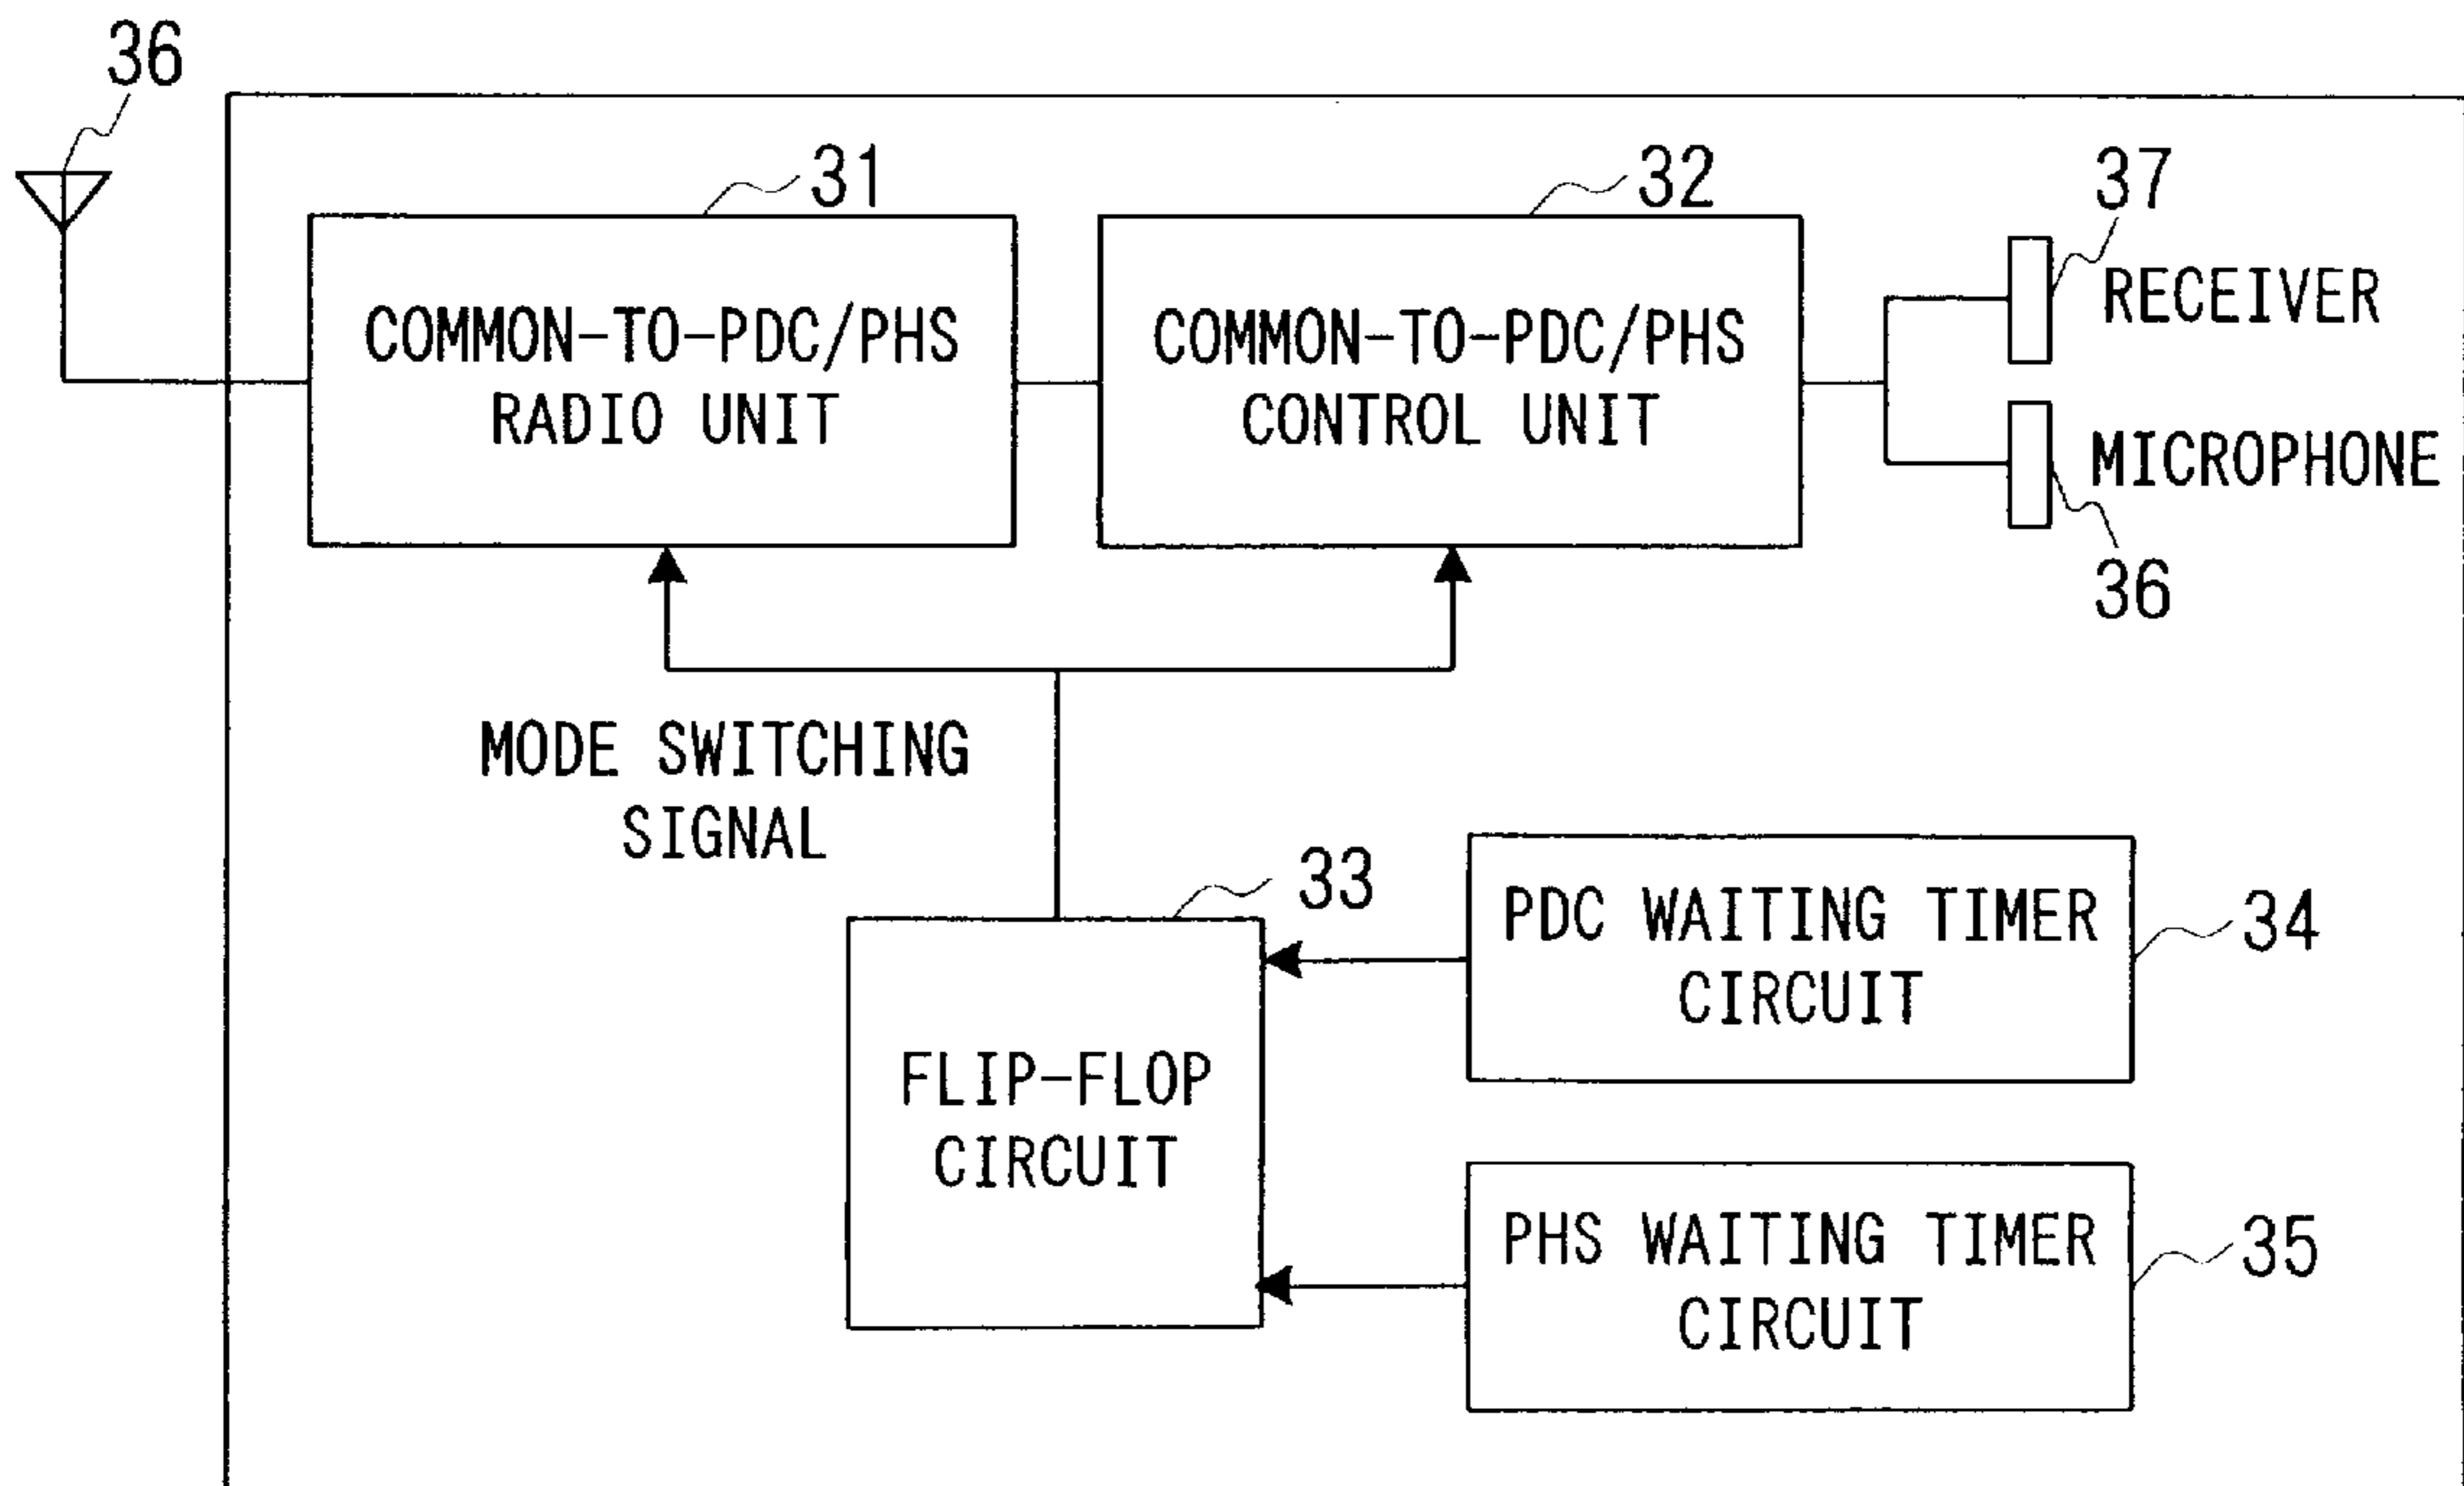 36
31
32
37
COMMON-TO-PDC/PHS
RADIO UNIT
COMMON-TO-PDC/PHS
CONTROL UNIT
RECEIVER
MICROPHONE
36
MODE SWITCHING
SIGNAL
33
FLIP-FLOP
CIRCUIT
PDC WAITING TIMER
CIRCUIT
34
PHS WAITING TIMER
CIRCUIT
35